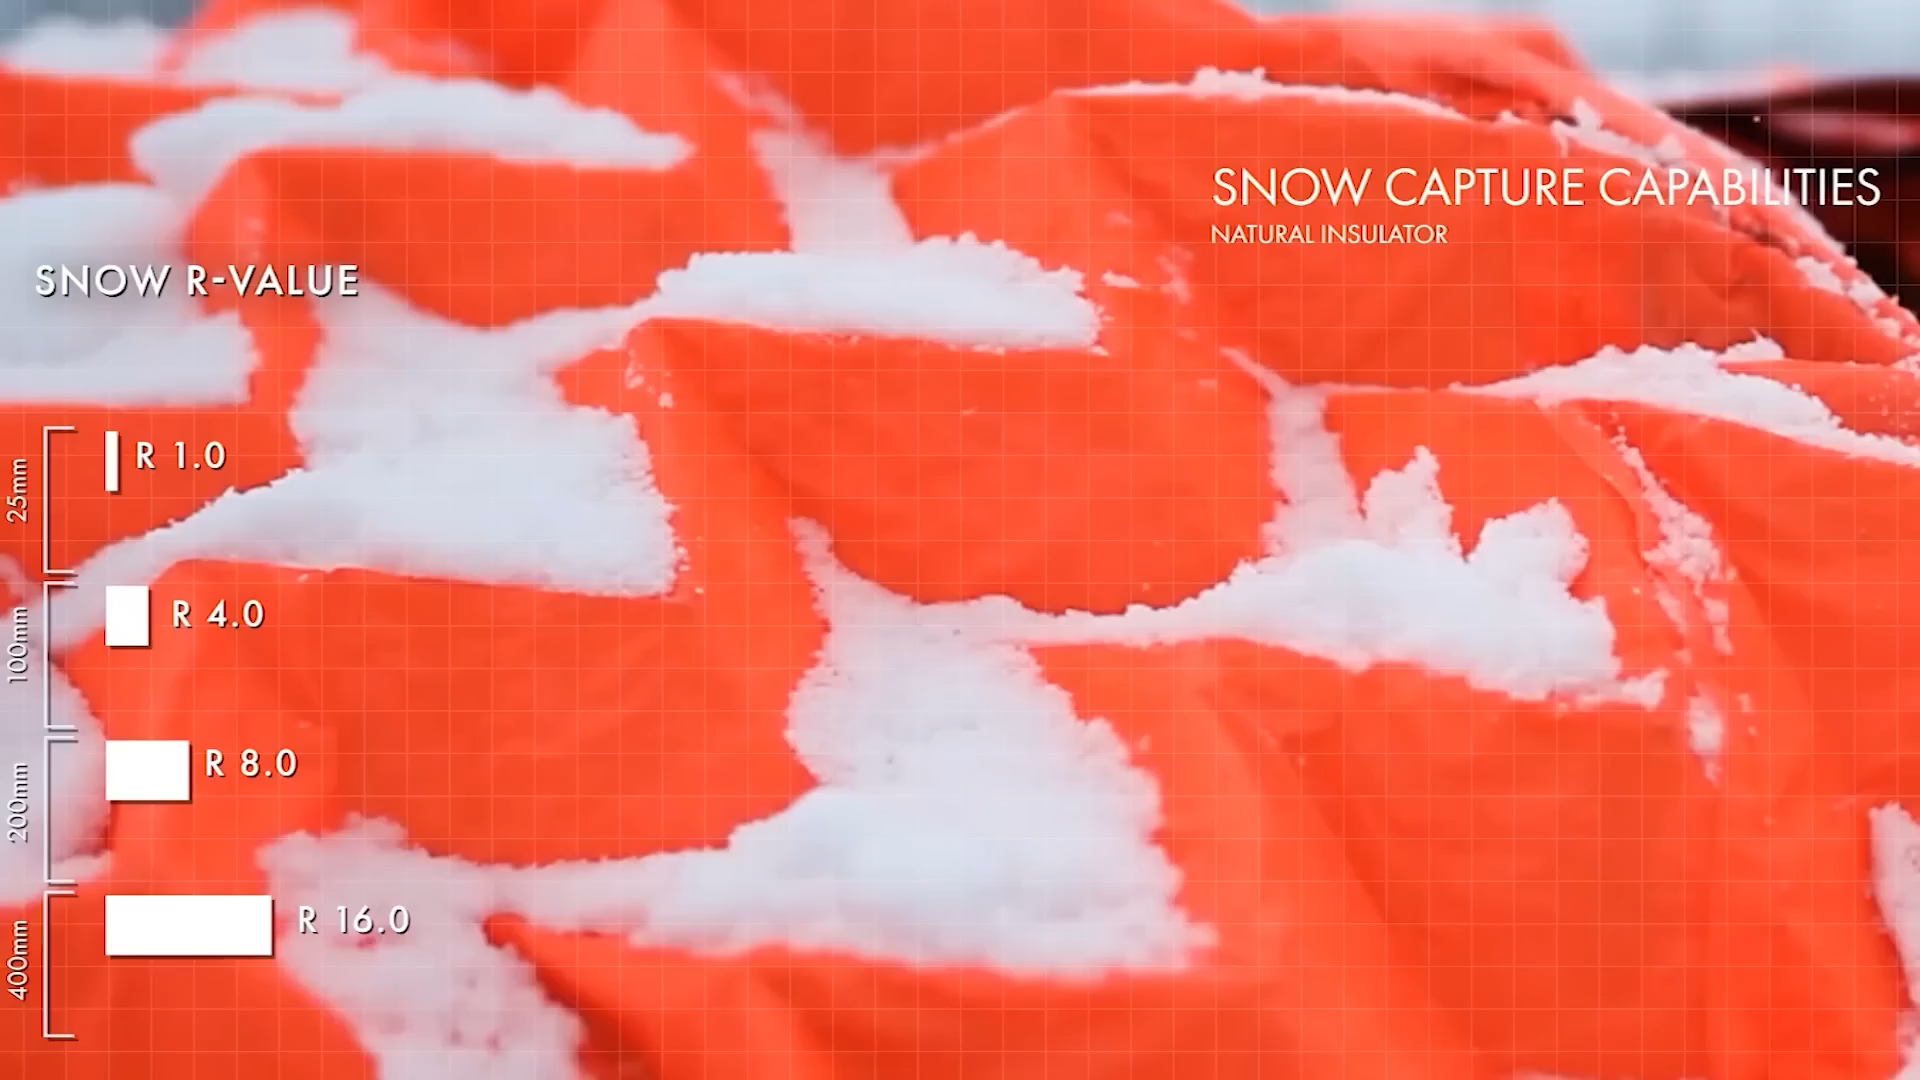 SNOW CAPTURE CAPABILITIES
NATURAL INSULATOR
SNOW R-VALUE
25mm
R 1.0
100mm
R 4.0
200mm
R 8.0
400mm
R 16.0